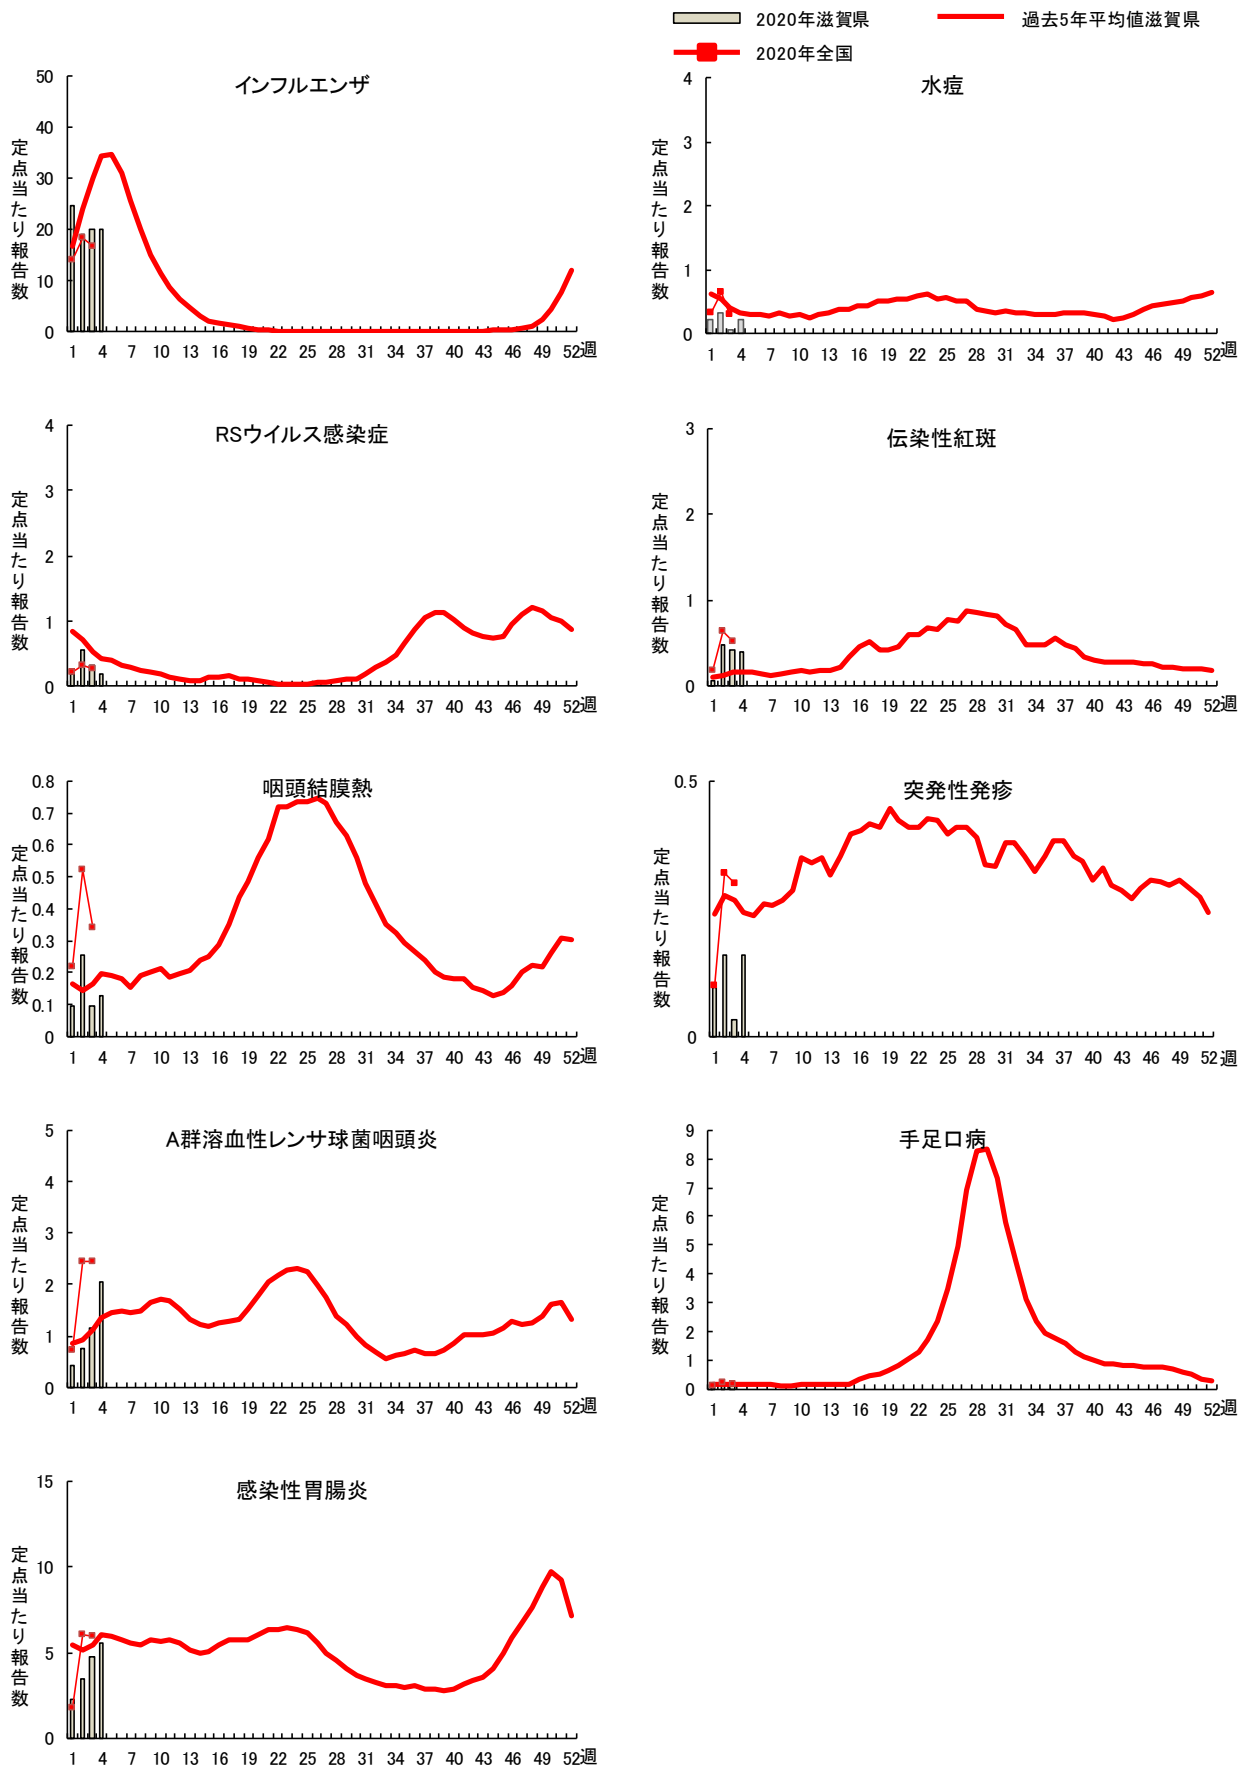 2020年滋賀県
過去5年平均値滋賀県
2020年全国
インフルエンザ
定点当たり報告数
50
40
30
20
10
0
1 4 7 10 13 16 19 22 25 28 31 34 37 40 43 46 49 52週
水痘
定点当たり報告数
4
3
2
1
0
1 4 7 10 13 16 19 22 25 28 31 34 37 40 43 46 49 52週
RSウイルス感染症
定点当たり報告数
4
3
2
1
0
1 4 7 10 13 16 19 22 25 28 31 34 37 40 43 46 49 52週
伝染性紅斑
定点当たり報告数
3
2
1
0
1 4 7 10 13 16 19 22 25 28 31 34 37 40 43 46 49 52週
咽頭結膜熱
定点当たり報告数
0.8
0.7
0.6
0.5
0.4
0.3
0.2
0.1
0
1 4 7 10 13 16 19 22 25 28 31 34 37 40 43 46 49 52週
突発性発疹
定点当たり報告数
0.5
0
1 4 7 10 13 16 19 22 25 28 31 34 37 40 43 46 49 52週
A群溶血性レンサ球菌咽頭炎
定点当たり報告数
5
4
3
2
1
0
1 4 7 10 13 16 19 22 25 28 31 34 37 40 43 46 49 52週
手足口病
定点当たり報告数
9
8
7
6
5
4
3
2
1
0
1 4 7 10 13 16 19 22 25 28 31 34 37 40 43 46 49 52週
感染性胃腸炎
定点当たり報告数
15
10
5
0
1 4 7 10 13 16 19 22 25 28 31 34 37 40 43 46 49 52週